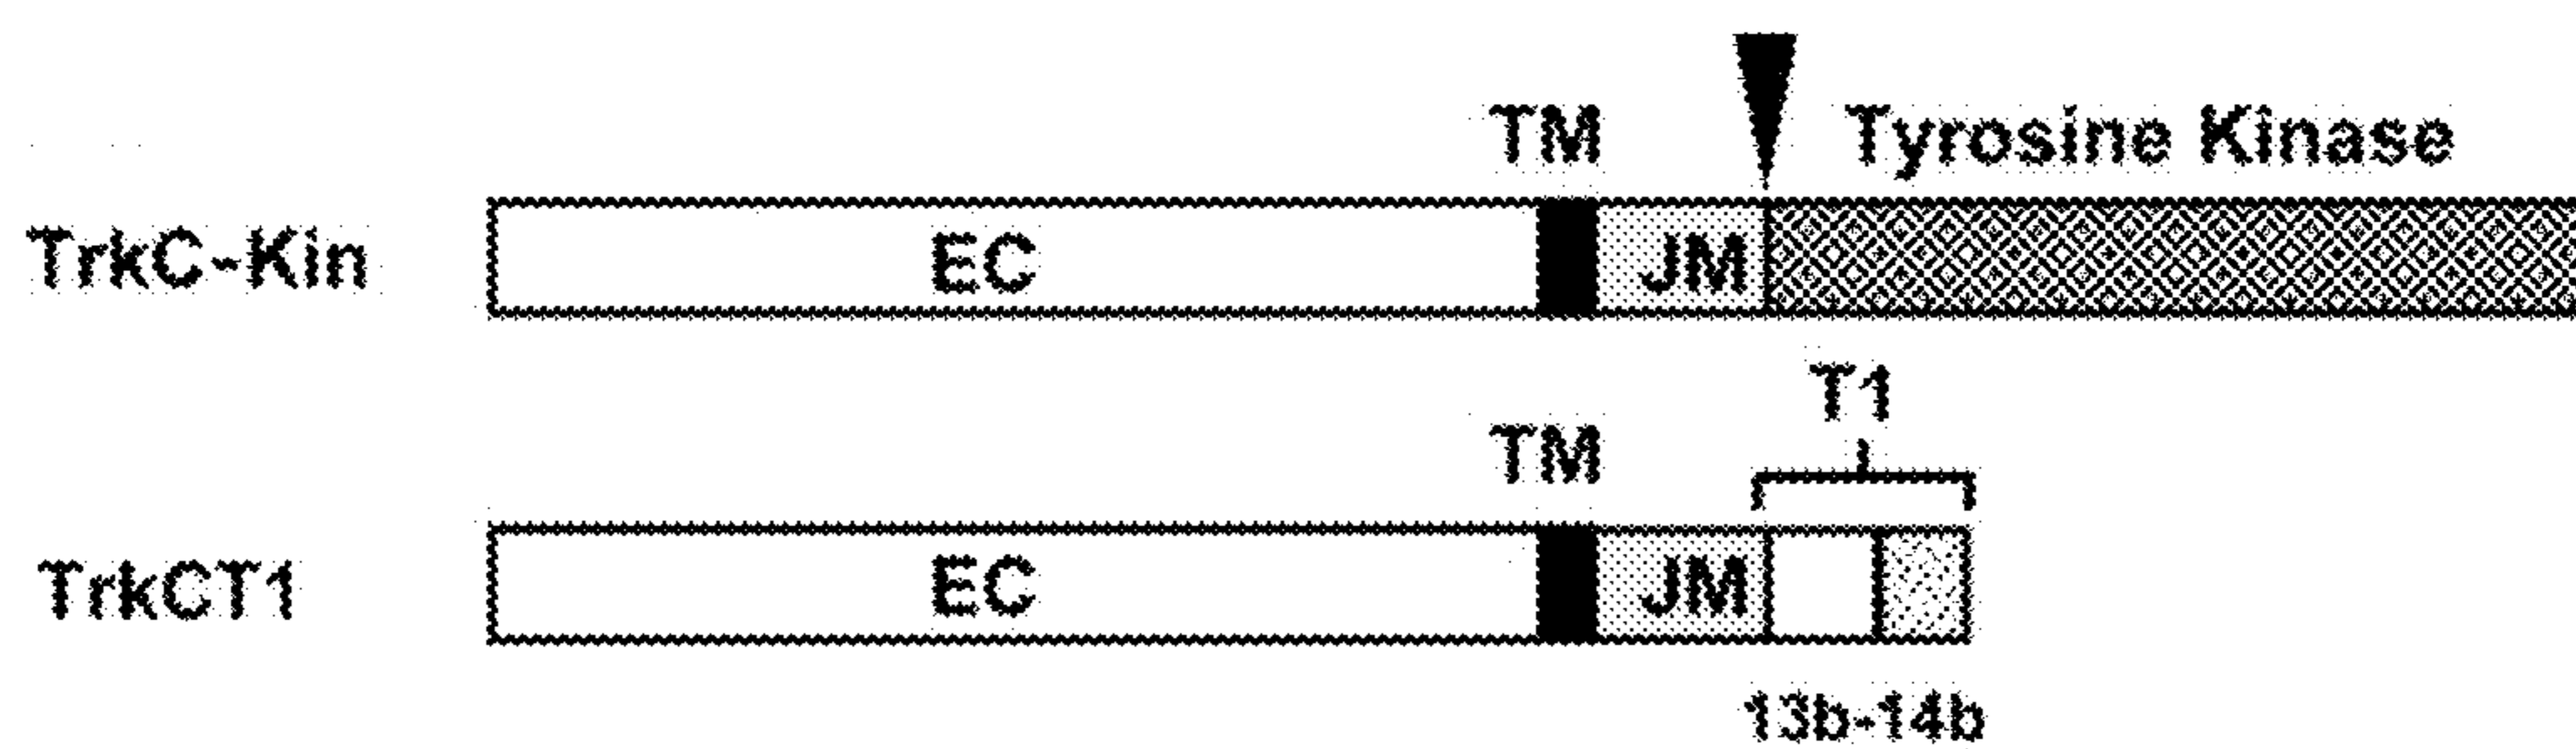 TM Tyrosine Kinase
TrkC-Kin EC JM
T1
TM
TrkCT1 EC JM
13b-14b